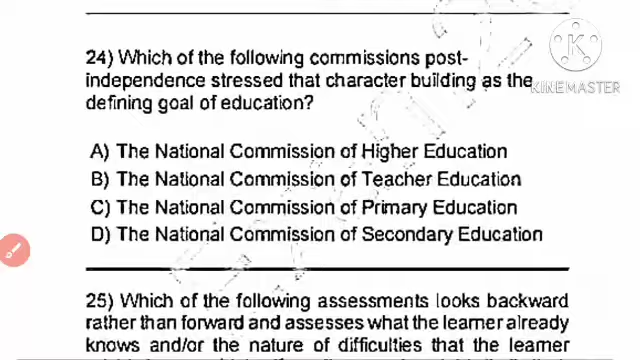 24) Which of the following commissions post-
independence stressed that character building as the
defining goal of education?
KINEMASTER
A) The National Commission of Higher Education
B) The National Commission of Teacher Education
C) The National Commission of Primary Education
D) The National Commission of Secondary Education
25) Which of the following assessments looks backward
rather than forward and assesses what the learner already
knows and/or the nature of difficulties that the learner